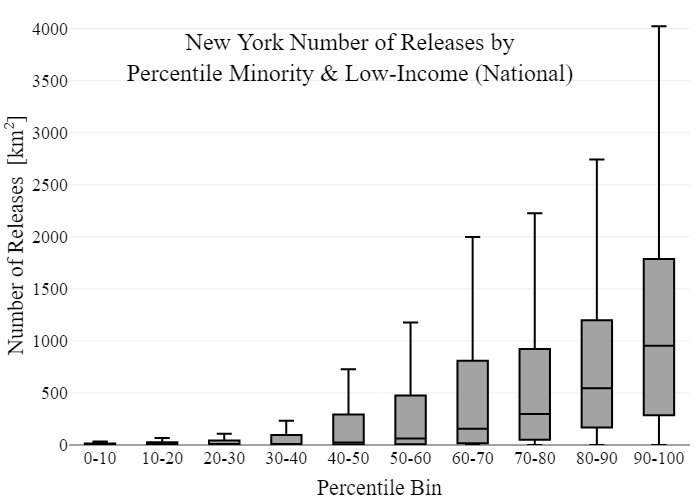 New York Number of Releases by
Percentile Minority & Low-Income (National)
Number of Releases [km²]
4000
3500
3000
2500
2000
1500
1000
500
0
0-10 10-20 20-30 30-40 40-50 50-60 60-70 70-80 80-90 90-100
Percentile Bin